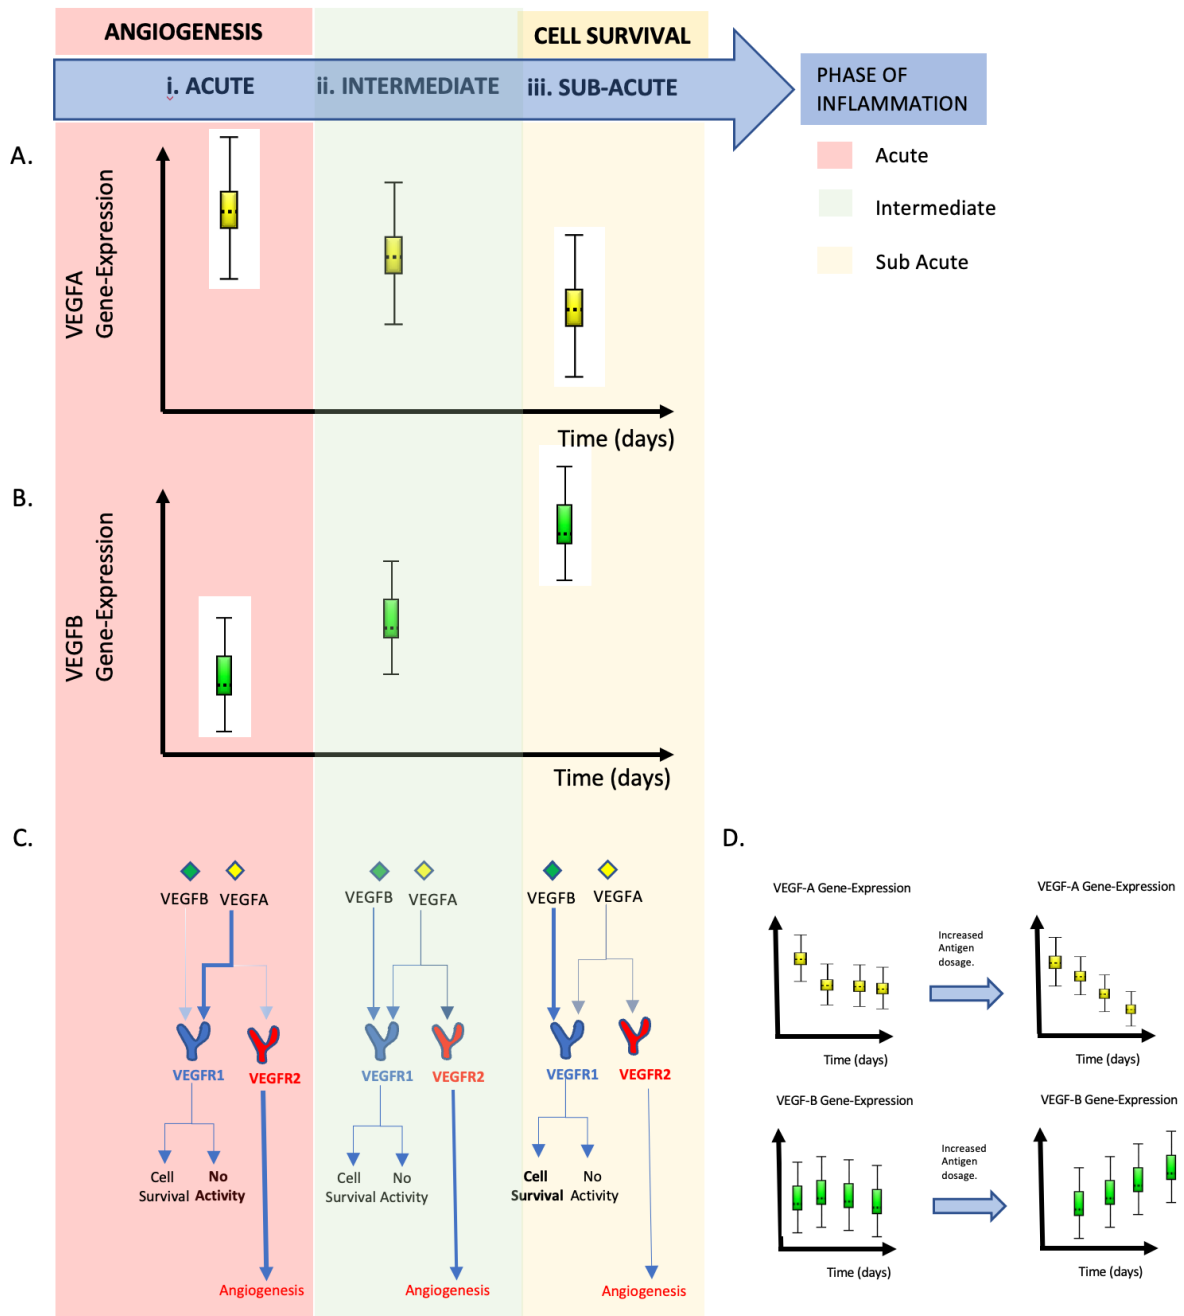 ANGIOGENESIS
CELL SURVIVAL
i. ACUTE
ii. INTERMEDIATE
iii. SUB-ACUTE
PHASE OF
INFLAMMATION
Acute
Intermediate
Sub Acute
A.
VEGFA
Gene-Expression
Time (days)
B.
VEGFB
Gene-Expression
Time (days)
C.
VEGFB
VEGFA
VEGFR1
VEGFR2
Cell
Survival
No
Activity
Angiogenesis
VEGFB
VEGFA
VEGFR1
VEGFR2
Cell
Survival
No
Activity
Angiogenesis
VEGFB
VEGFA
VEGFR1
VEGFR2
Cell
Survival
No
Activity
Angiogenesis
D.
VEGF-A Gene-Expression
Time (days)
Increased
Antigen
dosage.
VEGF-A Gene-Expression
Time (days)
VEGF-B Gene-Expression
Time (days)
Increased
Antigen
dosage.
VEGF-B Gene-Expression
Time (days)